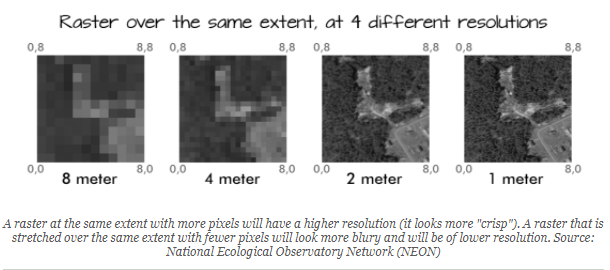 Raster over the same extent, at 4 different resolutions
0,8 8,8 0,8 8,8 0,8 8,8 0,8 8,8
0,0 8,0 0,0 8,0 0,0 8,0 0,0 8,0
8 meter 4 meter 2 meter 1 meter
A raster at the same extent with more pixels will have a higher resolution (it looks more "crisp"). A raster that is
stretched over the same extent with fewer pixels will look more blury and will be of lower resolution. Source:
National Ecological Observatory Network (NEON)